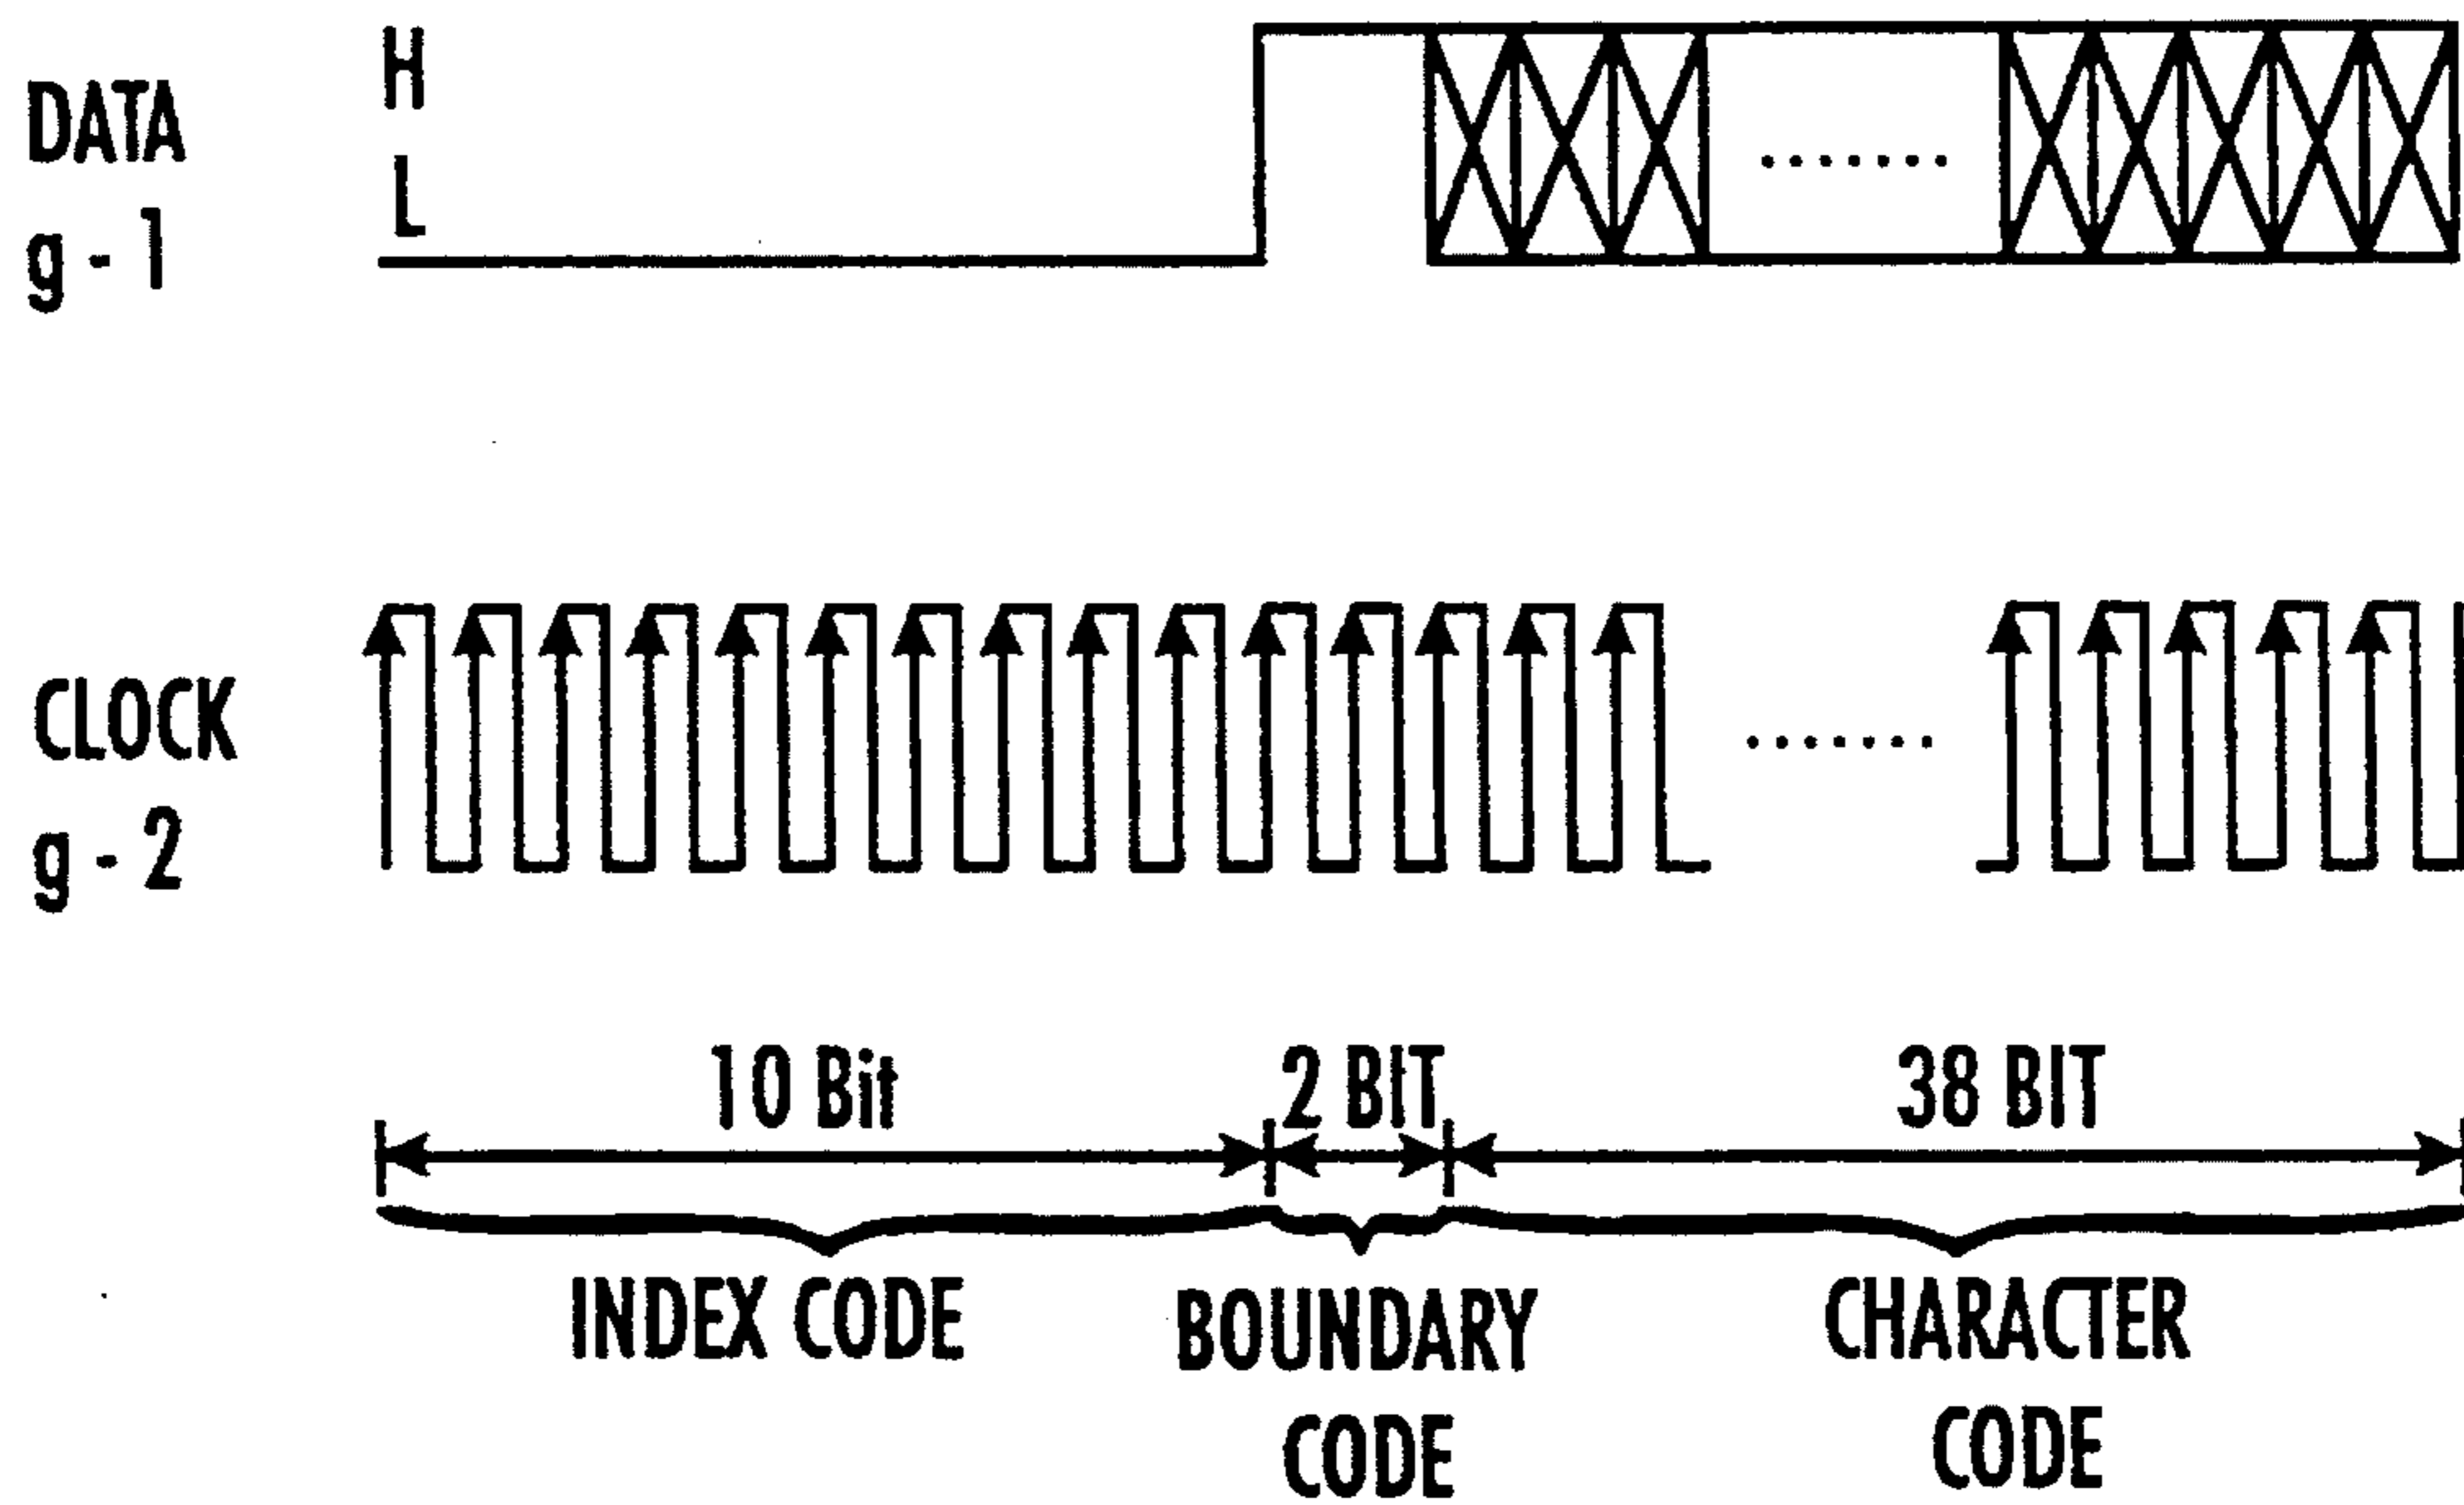 DATA
g - 1
H
L
.......
CLOCK
g - 2
.......
10 Bit
2 BIT
38 BIT
INDEX CODE
BOUNDARY
CODE
CHARACTER
CODE